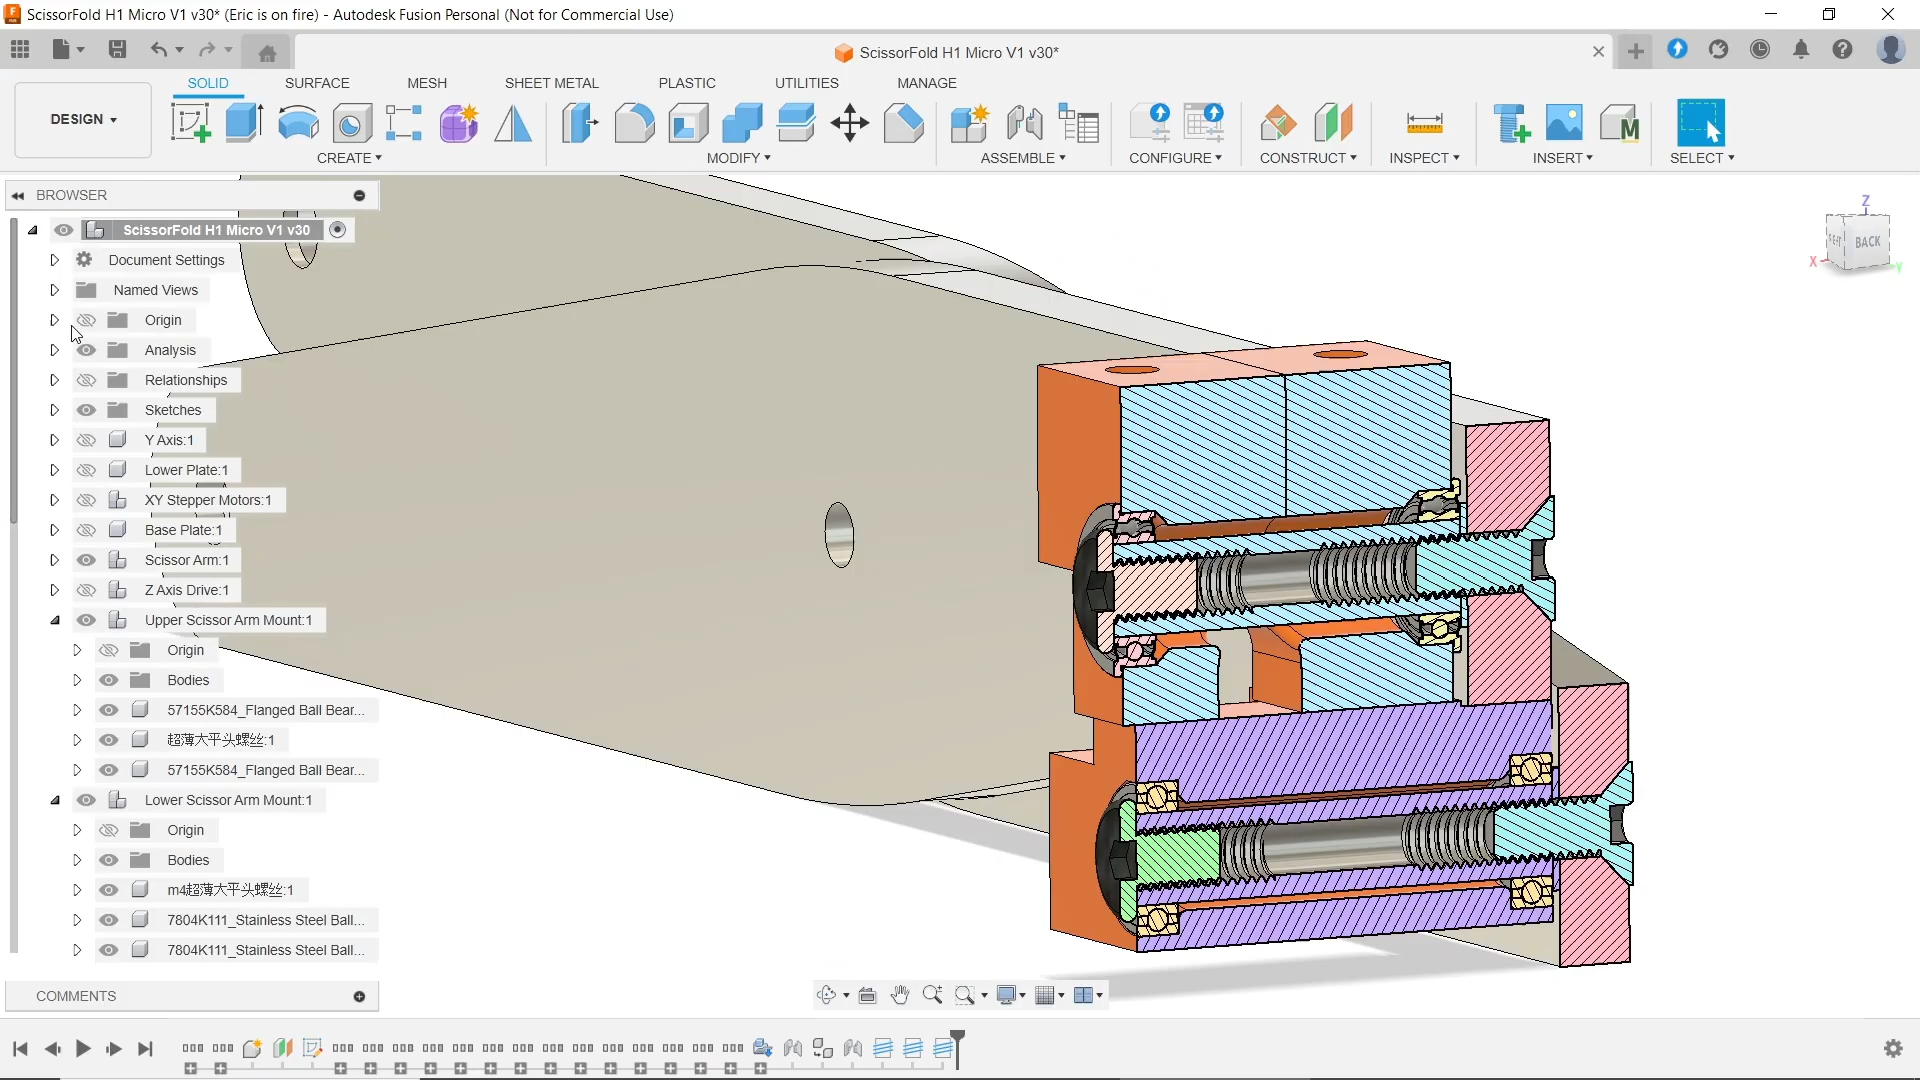 ScissorFold H1 Micro V1 v30* (Eric is on fire) - Autodesk Fusion Personal (Not for Commercial Use)
ScissorFold H1 Micro V1 v30*
SOLID SURFACE MESH SHEET METAL PLASTIC UTILITIES MANAGE
DESIGN
CREATE MODIFY ASSEMBLE CONFIGURE CONSTRUCT INSPECT INSERT SELECT
BROWSER
ScissorFold H1 Micro V1 v30
Document Settings
Named Views
Origin
Analysis
Relationships
Sketches
Y Axis:1
Lower Plate:1
XY Stepper Motors:1
Base Plate:1
Scissor Arm:1
Z Axis Drive:1
Upper Scissor Arm Mount:1
Origin
Bodies
57155K584_Flanged Ball Bear...
超薄大平头螺丝:1
57155K584_Flanged Ball Bear...
Lower Scissor Arm Mount:1
Origin
Bodies
m4超薄大平头螺丝:1
7804K111_Stainless Steel Ball...
7804K111_Stainless Steel Ball...
COMMENTS
Z
LEFT BACK
X Y